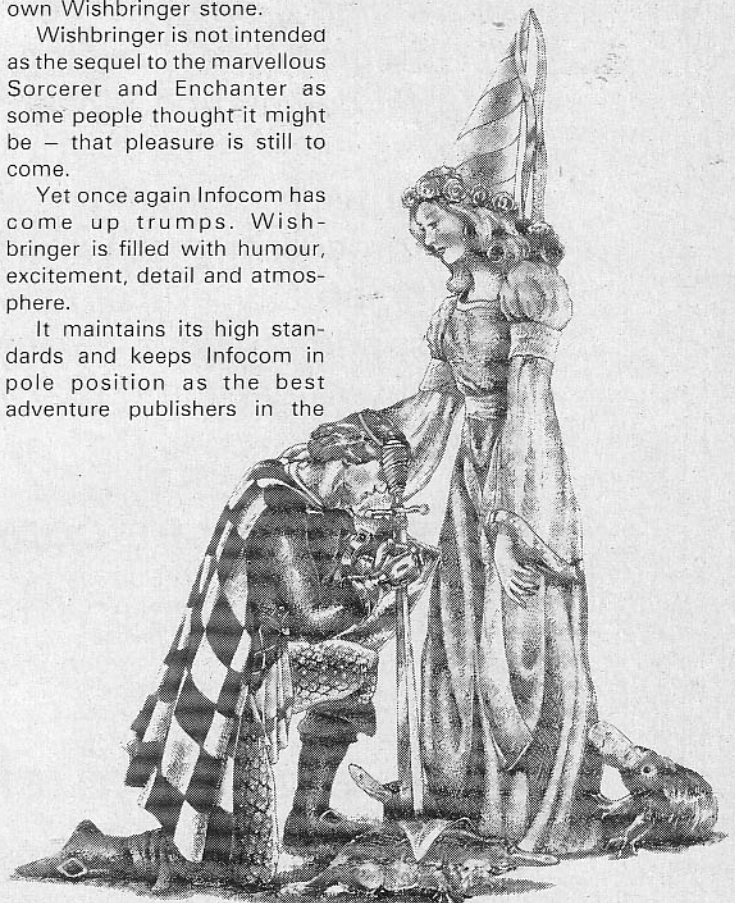 own Wishbringer stone.
Wishbringer is not intended
as the sequel to the marvellous
Sorcerer and Enchanter as
some people thought it might
be – that pleasure is still to
come.
Yet once again Infocom has
come up trumps. Wish-
bringer is filled with humour,
excitement, detail and atmos-
phere.
It maintains its high stan-
dards and keeps Infocom in
pole position as the best
adventure publishers in the